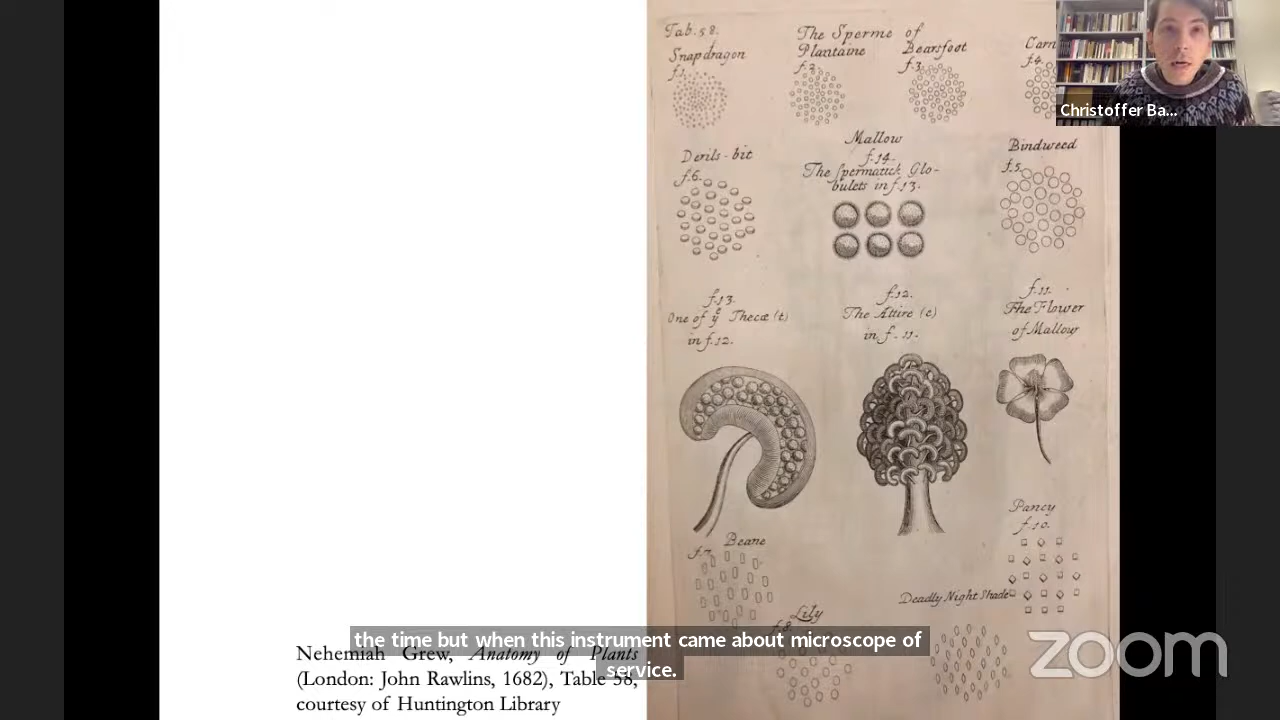 Tab. 58.
The Sperme of
Snapdragon
Plantaine
Bearsfoot
Carn
f.1.
f.2.
f.3.
f.4.
Christoffer Ba...
Devils-bit
Mallow
Bindweed
f.6.
f.14.
f.5.
The spermatick Glo-
bulets in f.13.
f.13.
f.12.
f.11.
One of ye Thecæ (t)
The Attire (c)
The Flower
in f.12.
in f. 11.
of Mallow
Pancy
f.10.
Beane
f.7.
Deadly Night Shade
Lily
f.8.
the time but when this instrument came about microscope of
service.
Nehemiah Grew, Anatomy of Plants
(London: John Rawlins, 1682), Table 58,
courtesy of Huntington Library
zoom